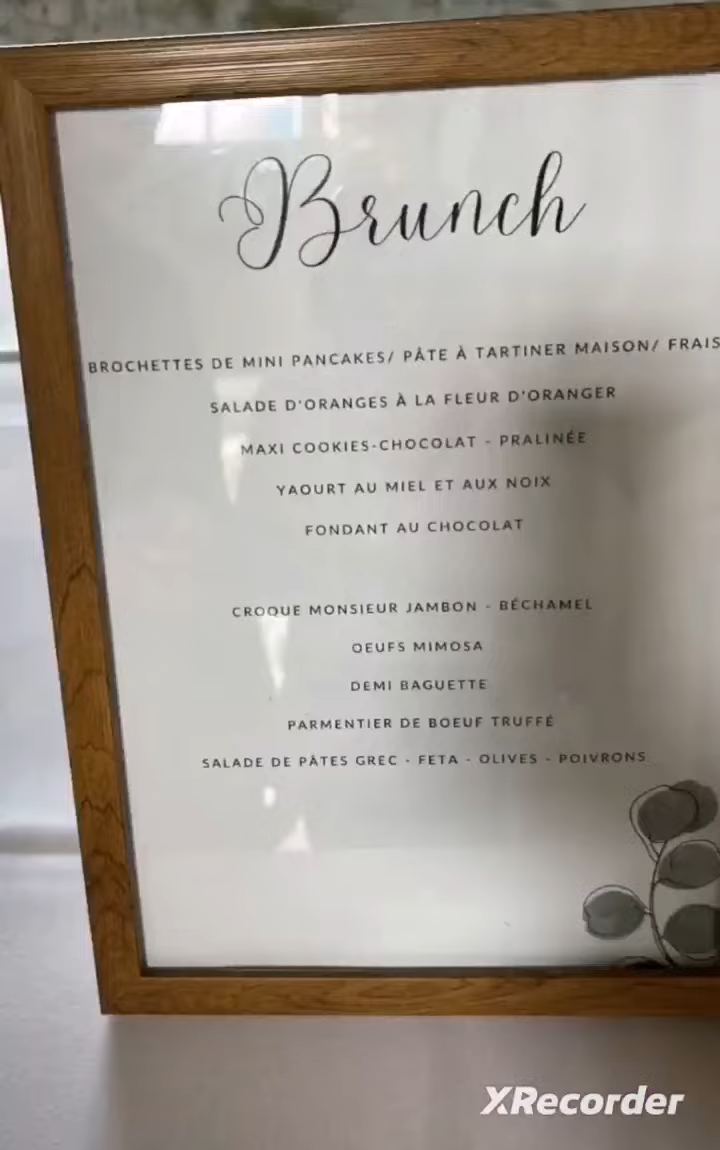 Brunch
BROCHETTES DE MINI PANCAKES/ PÂTE À TARTINER MAISON/ FRAIS
SALADE D'ORANGES À LA FLEUR D'ORANGER
MAXI COOKIES-CHOCOLAT - PRALINÉE
YAOURT AU MIEL ET AUX NOIX
FONDANT AU CHOCOLAT
CROQUE MONSIEUR JAMBON - BÉCHAMEL
OEUFS MIMOSA
DEMI BAGUETTE
PARMENTIER DE BOEUF TRUFFÉ
SALADE DE PÂTES GREC - FETA - OLIVES - POIVRONS
XRecorder